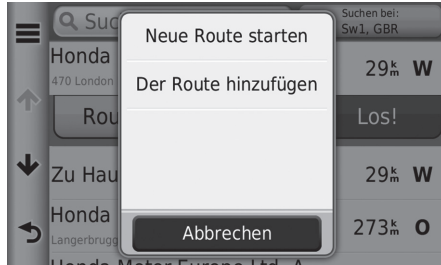 Suc
Suchen bei:
Sw1, GBR
Neue Route starten
Honda
470 London
29 km W
Der Route hinzufügen
Rou
Los!
Zu Hau
29 km W
Honda
Langerbrugg
273 km O
Abbrechen
Honda Motor Europe Ltd. A